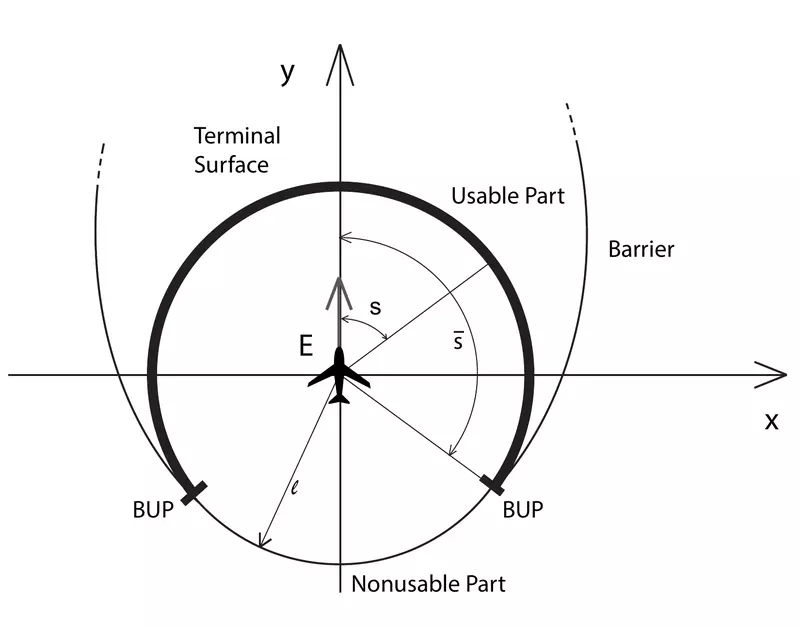 y
Terminal
Surface
Usable Part
Barrier
s
s̅
E
x
ℓ
BUP
BUP
Nonusable Part